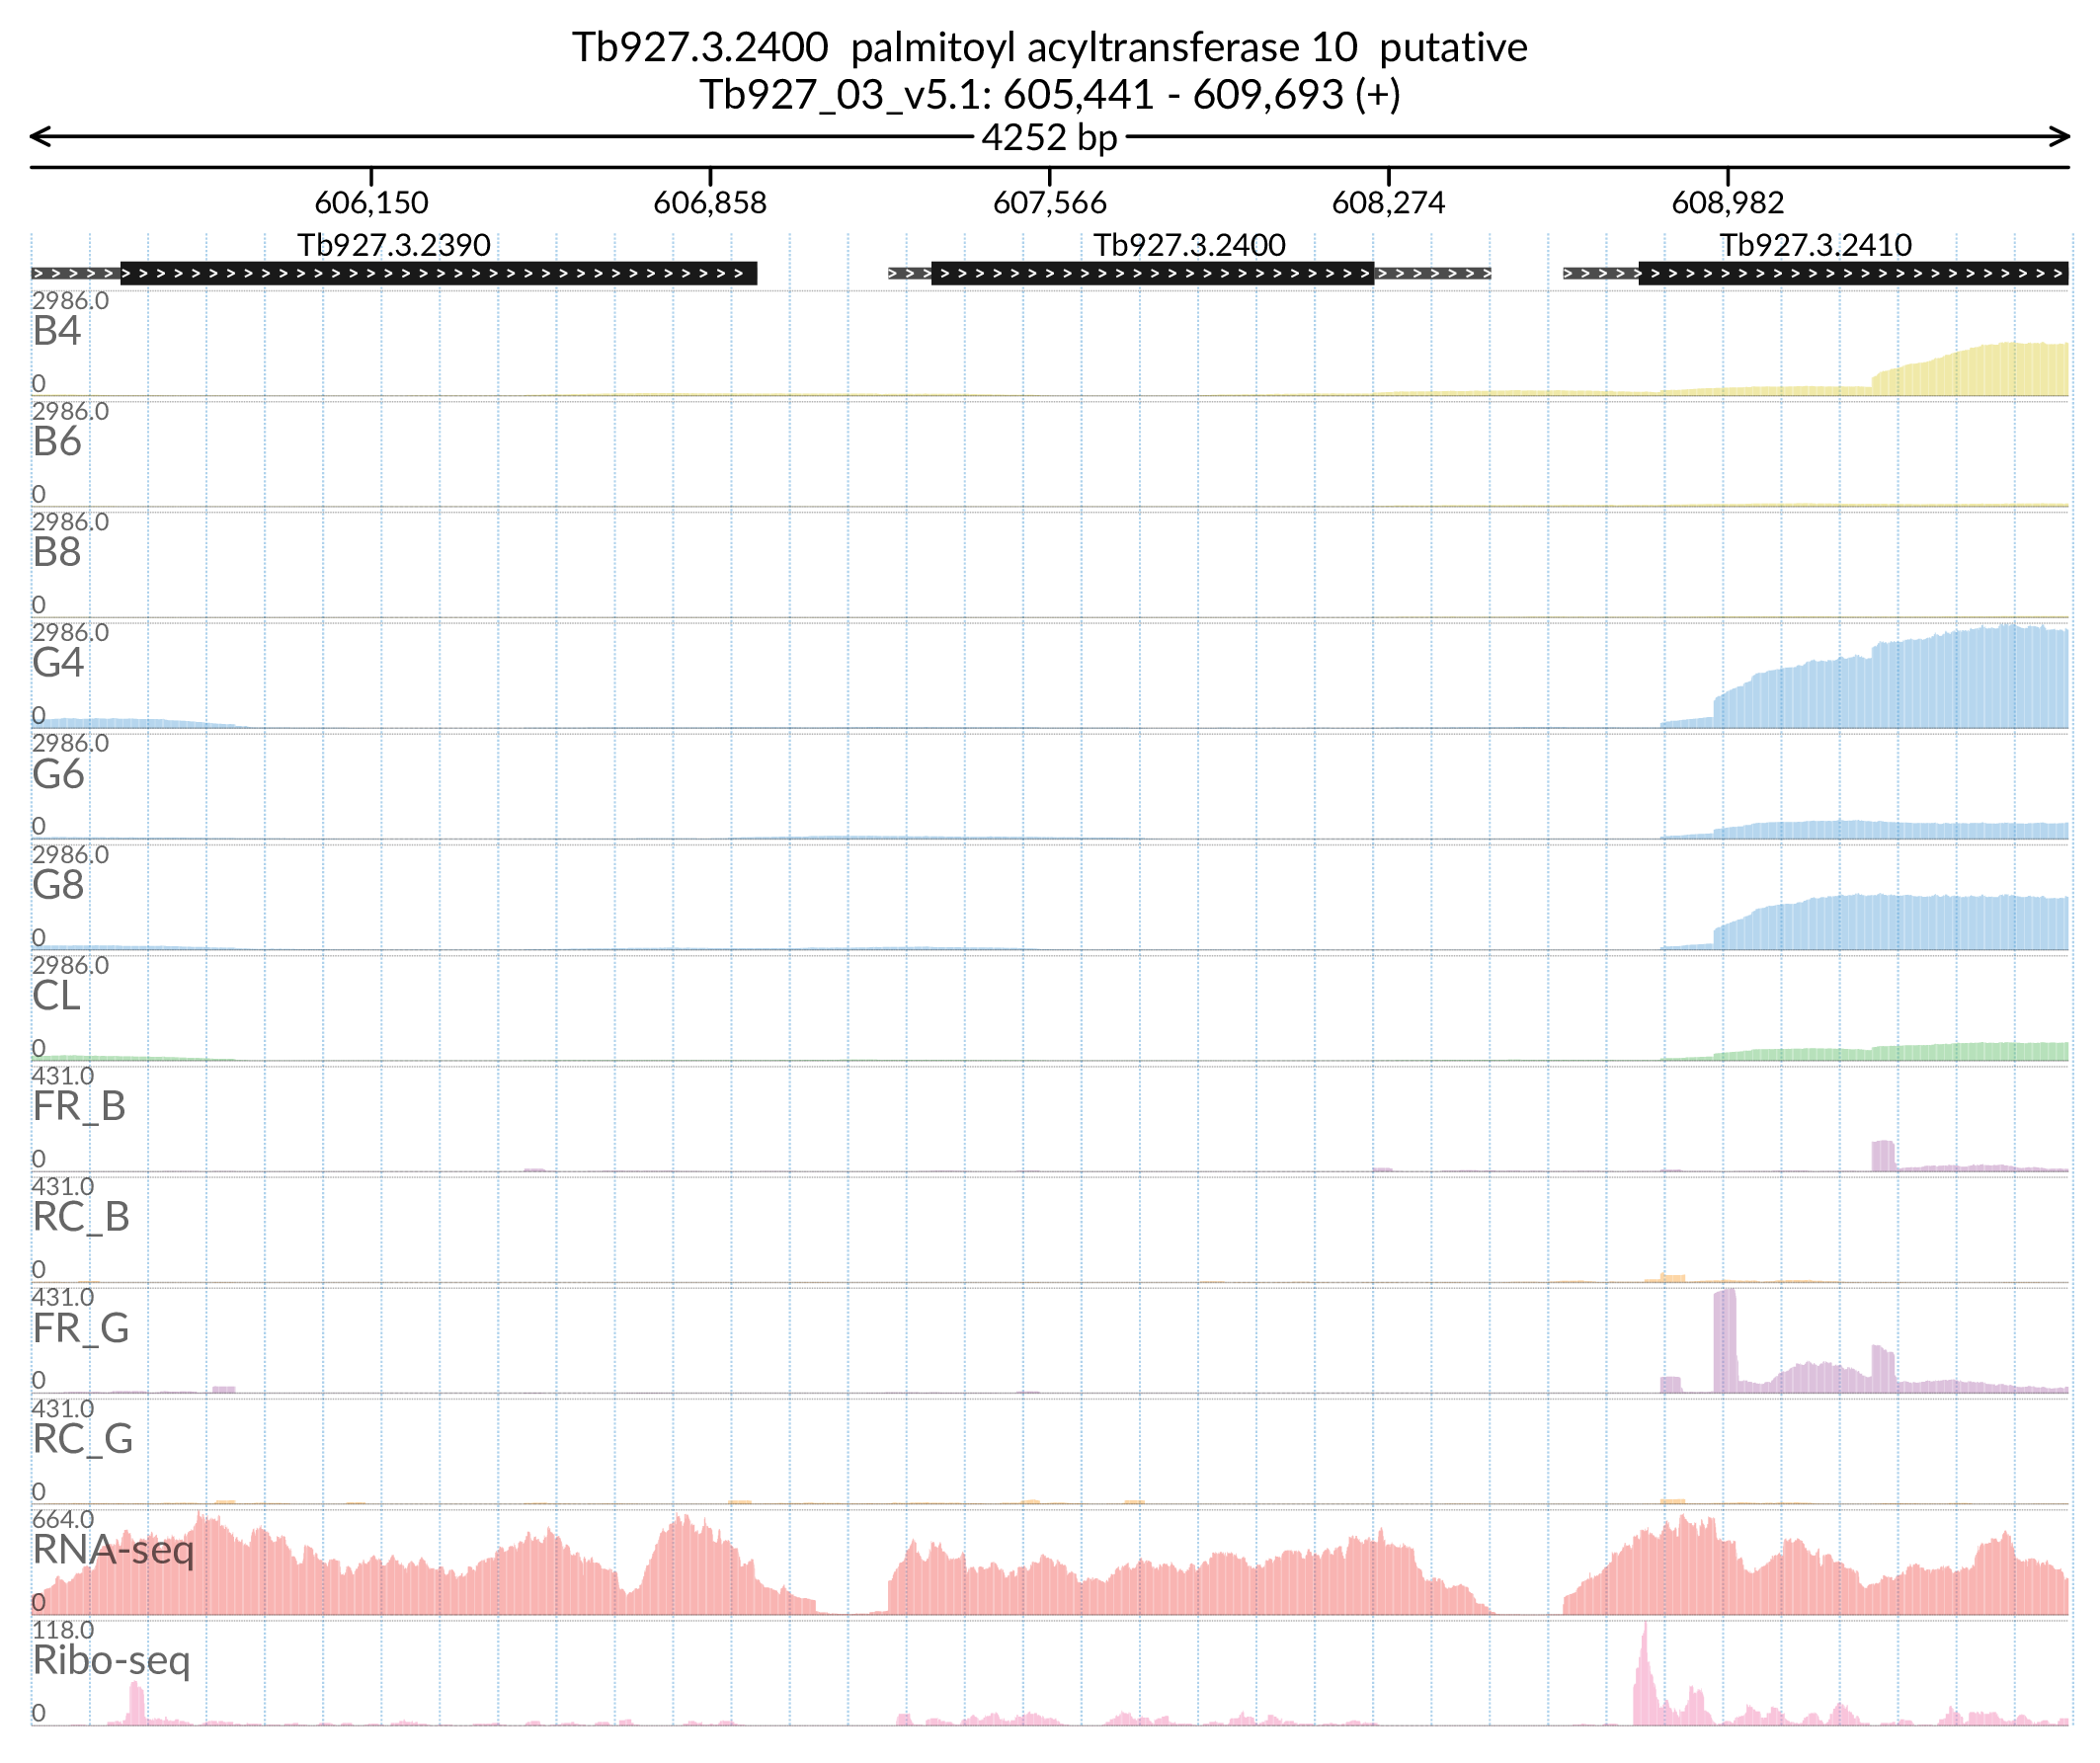 Tb927.3.2400 palmitoyl acyltransferase 10 putative
Tb927_03_v5.1: 605,441 - 609,693 (+)
4252 bp
606,150 606,858 607,566 608,274 608,982
Tb927.3.2390 Tb927.3.2400 Tb927.3.2410
2986.0
B4
0
2986.0
B6
0
2986.0
B8
0
2986.0
G4
0
2986.0
G6
0
2986.0
G8
0
2986.0
CL
0
431.0
FR_B
0
431.0
RC_B
0
431.0
FR_G
0
431.0
RC_G
0
664.0
RNA-seq
0
118.0
Ribo-seq
0